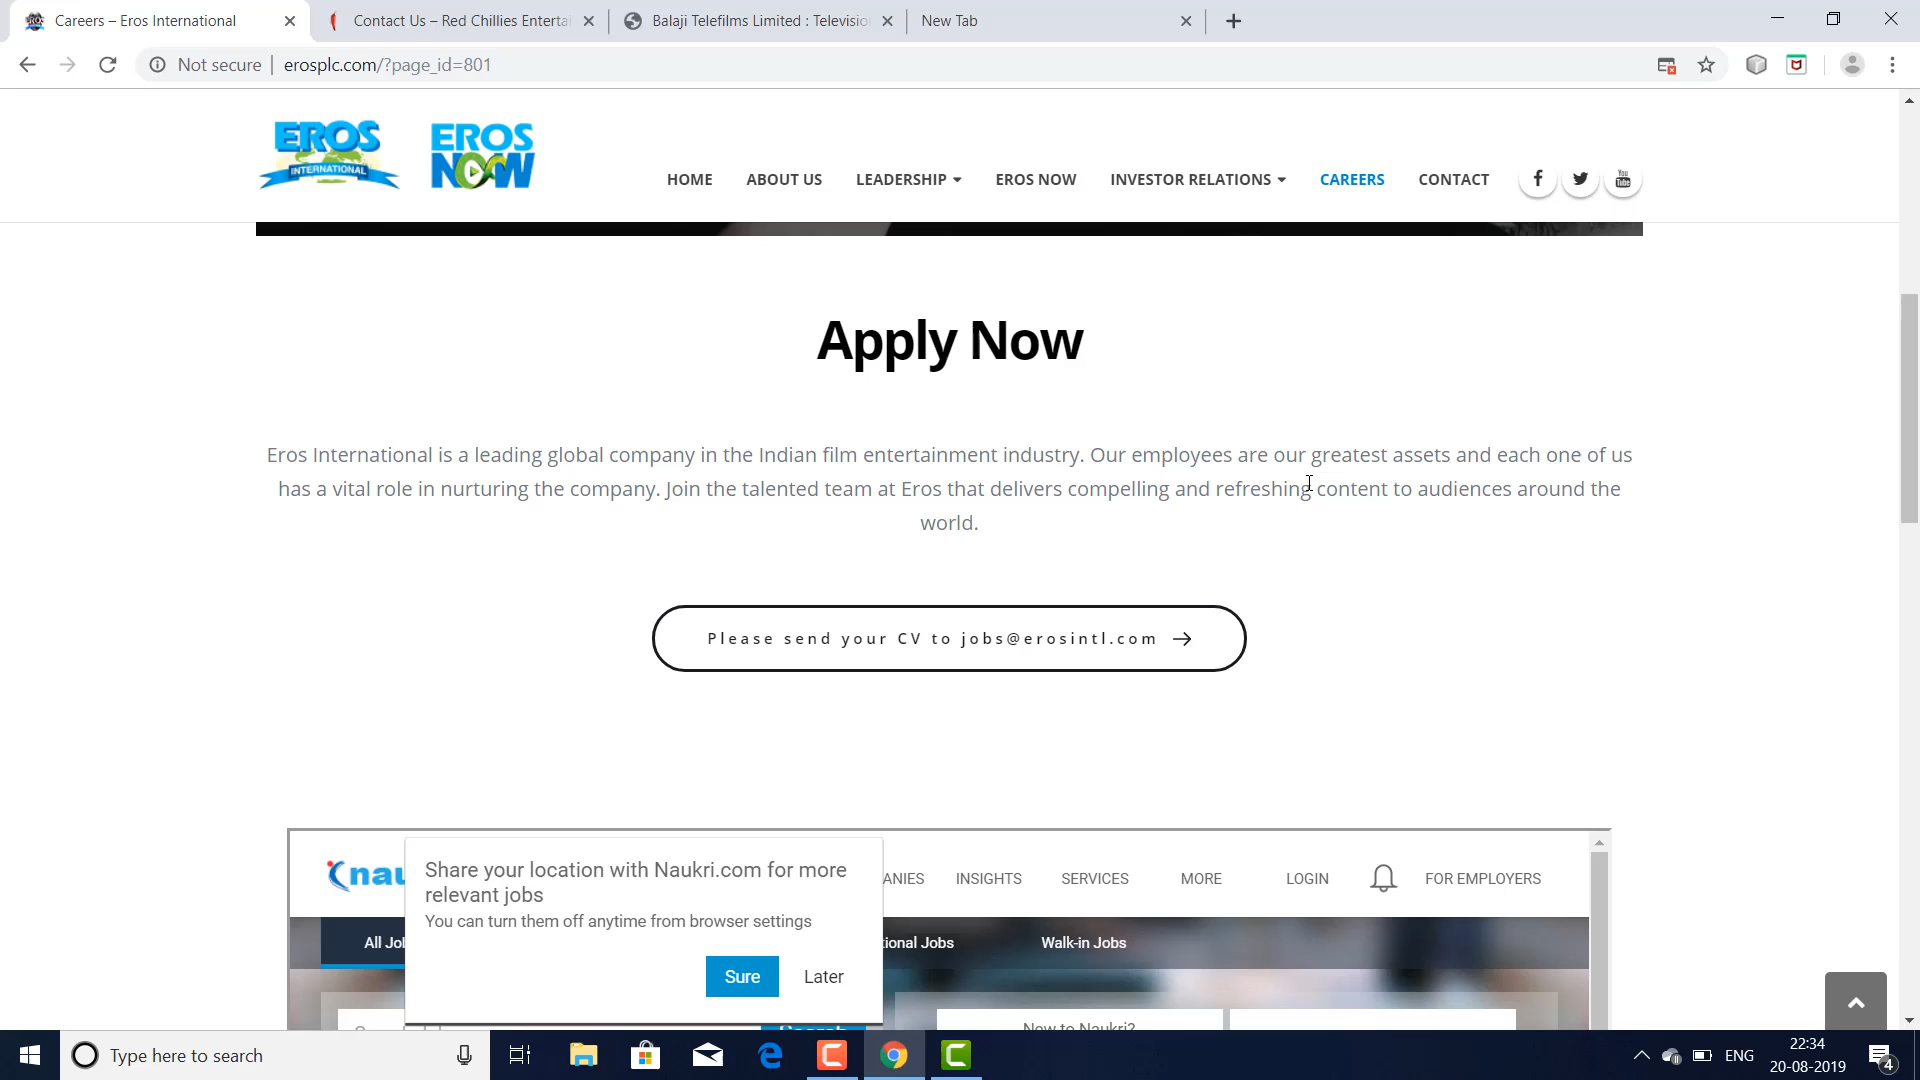 Careers – Eros International
Contact Us – Red Chillies Enterta
Balaji Telefilms Limited : Televisio
New Tab
Not secure
erosplc.com/?page_id=801
EROS
INTERNATIONAL
EROS
NOW
HOME
ABOUT US
LEADERSHIP
EROS NOW
INVESTOR RELATIONS
CAREERS
CONTACT
You
Tube
Apply Now
Eros International is a leading global company in the Indian film entertainment industry. Our employees are our greatest assets and each one of us
has a vital role in nurturing the company. Join the talented team at Eros that delivers compelling and refreshing content to audiences around the
world.
Please send your CV to jobs@erosintl.com
nau
ANIES
INSIGHTS
SERVICES
MORE
LOGIN
FOR EMPLOYERS
Share your location with Naukri.com for more
relevant jobs
You can turn them off anytime from browser settings
Sure
Later
All Jo
tional Jobs
Walk-in Jobs
Search
New to Naukri?
Type here to search
ENG
22:34
20-08-2019
4